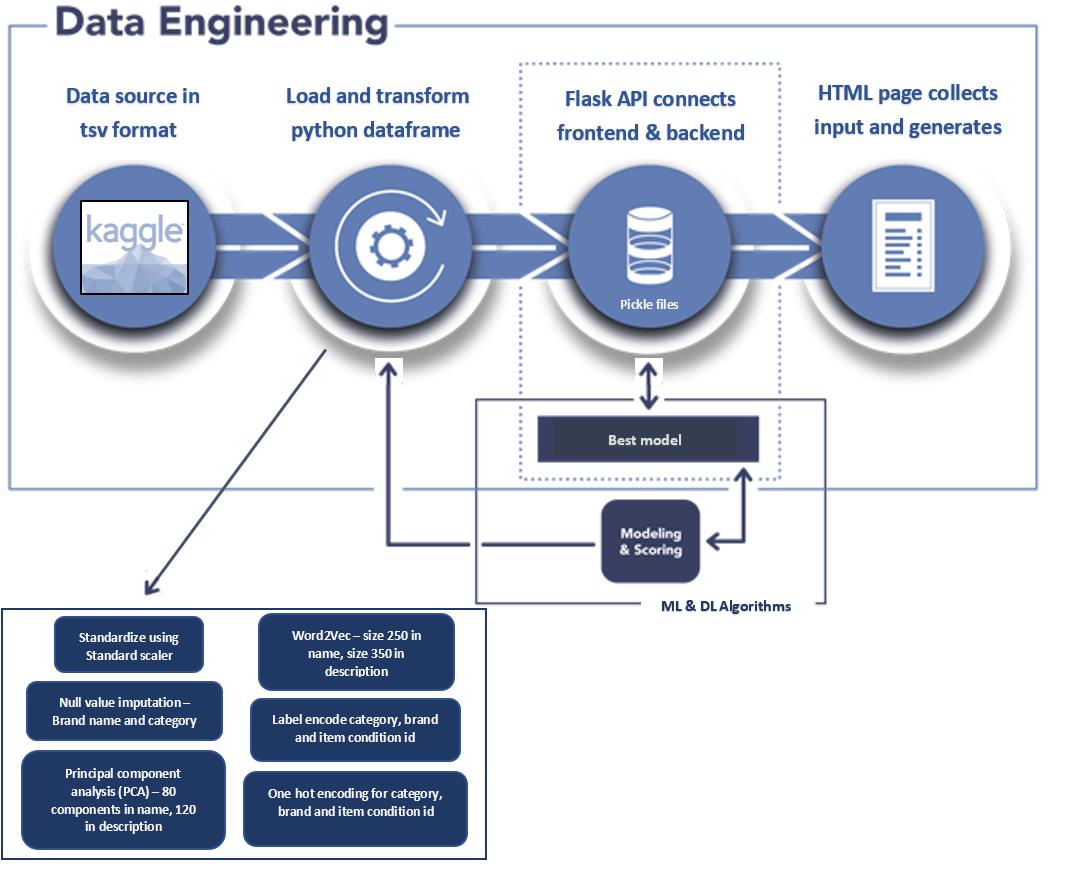 Data Engineering
Data source in
tsv format
Load and transform
python dataframe
Flask API connects
frontend & backend
HTML page collects
input and generates
kaggle
Pickle files
Best model
Modeling
& Scoring
ML & DL Algorithms
Standardize using
Standard scaler
Null value imputation –
Brand name and category
Principal component
analysis (PCA) – 80
components in name, 120
in description
Word2Vec – size 250 in
name, size 350 in
description
Label encode category, brand
and item condition id
One hot encoding for category,
brand and item condition id